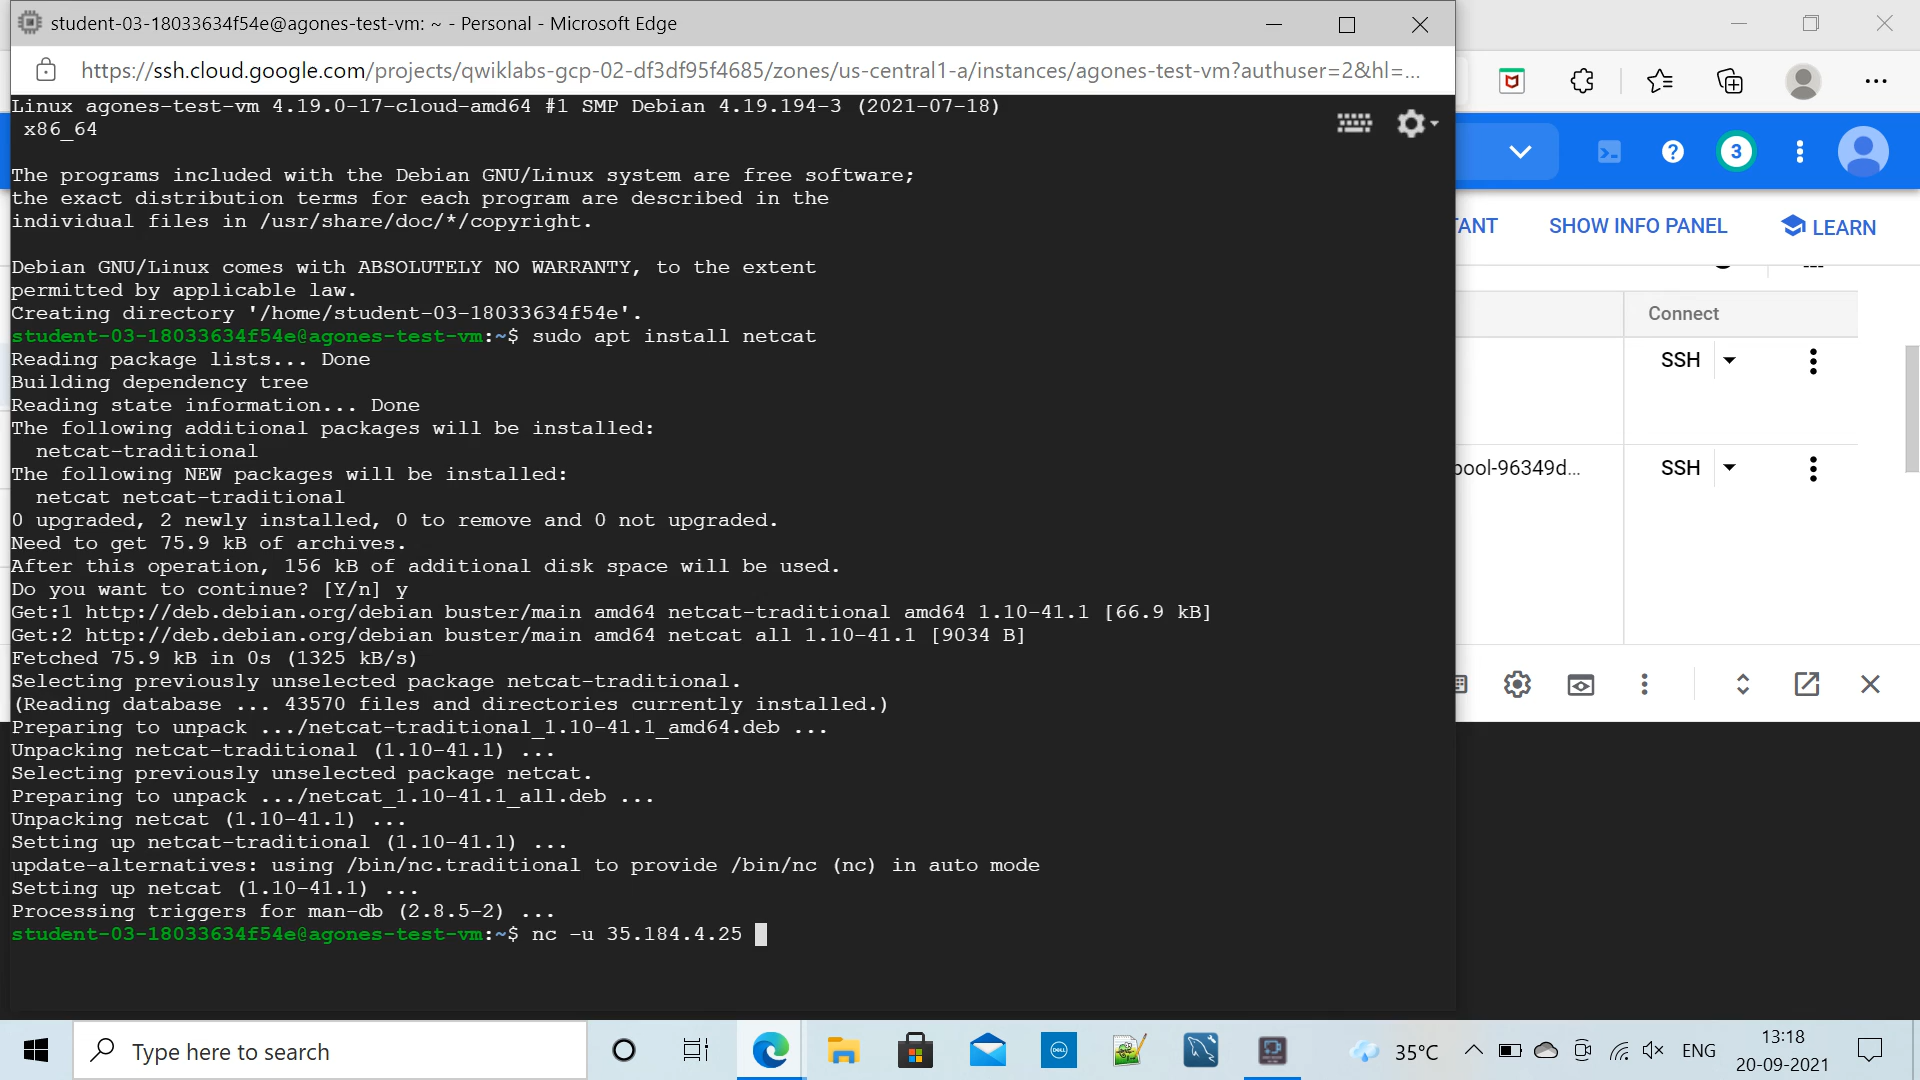 student-03-18033634f54e@agones-test-vm: ~ - Personal - Microsoft Edge
https://ssh.cloud.google.com/projects/qwiklabs-gcp-02-df3df95f4685/zones/us-central1-a/instances/agones-test-vm?authuser=2&hl=...
Linux agones-test-vm 4.19.0-17-cloud-amd64 #1 SMP Debian 4.19.194-3 (2021-07-18)
x86_64
The programs included with the Debian GNU/Linux system are free software;
the exact distribution terms for each program are described in the
individual files in /usr/share/doc/*/copyright.
Debian GNU/Linux comes with ABSOLUTELY NO WARRANTY, to the extent
permitted by applicable law.
Creating directory '/home/student-03-18033634f54e'.
student-03-18033634f54e@agones-test-vm:~$ sudo apt install netcat
Reading package lists... Done
Building dependency tree
Reading state information... Done
The following additional packages will be installed:
netcat-traditional
The following NEW packages will be installed:
netcat netcat-traditional
0 upgraded, 2 newly installed, 0 to remove and 0 not upgraded.
Need to get 75.9 kB of archives.
After this operation, 156 kB of additional disk space will be used.
Do you want to continue? [Y/n] y
Get:1 http://deb.debian.org/debian buster/main amd64 netcat-traditional amd64 1.10-41.1 [66.9 kB]
Get:2 http://deb.debian.org/debian buster/main amd64 netcat all 1.10-41.1 [9034 B]
Fetched 75.9 kB in 0s (1325 kB/s)
Selecting previously unselected package netcat-traditional.
(Reading database ... 43570 files and directories currently installed.)
Preparing to unpack .../netcat-traditional_1.10-41.1_amd64.deb ...
Unpacking netcat-traditional (1.10-41.1) ...
Selecting previously unselected package netcat.
Preparing to unpack .../netcat_1.10-41.1_all.deb ...
Unpacking netcat (1.10-41.1) ...
Setting up netcat-traditional (1.10-41.1) ...
update-alternatives: using /bin/nc.traditional to provide /bin/nc (nc) in auto mode
Setting up netcat (1.10-41.1) ...
Processing triggers for man-db (2.8.5-2) ...
student-03-18033634f54e@agones-test-vm:~$ nc -u 35.184.4.25
3
TANT SHOW INFO PANEL LEARN
Connect
SSH
pool-96349d... SSH
Type here to search
DELL
35°C
ENG
13:18
20-09-2021